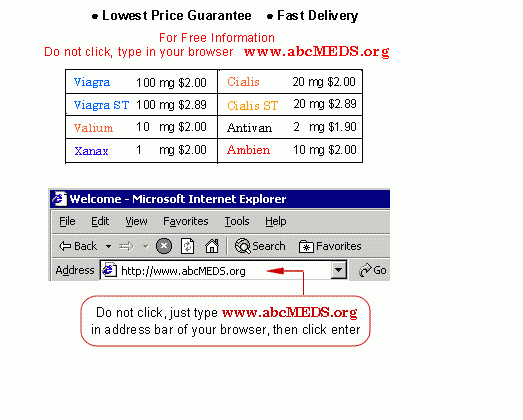 ● Lowest Price Guarantee ● Fast Delivery
For Free Information
Do not click, type in your browser www.abcMEDS.org
Viagra 100 mg $2.00 Cialis 20 mg $2.00
Viagra ST 100 mg $2.89 Cialis ST 20 mg $2.89
Valium 10 mg $2.00 Antivan 2 mg $1.90
Xanax 1 mg $2.00 Ambien 10 mg $2.00
Welcome - Microsoft Internet Explorer
File Edit View Favorites Tools Help
Back Search Favorites
Address http://www.abcMEDS.org Go
Do not click, just type www.abcMEDS.org
in address bar of your browser, then click enter